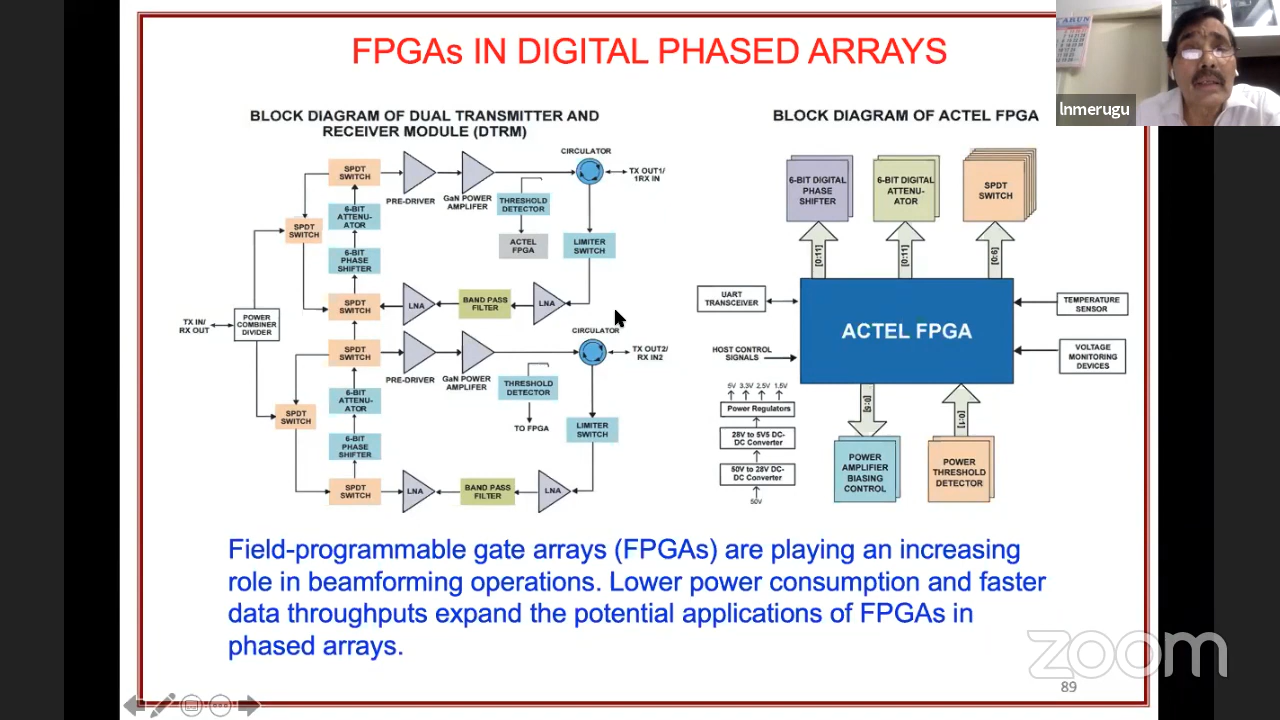 FPGAs IN DIGITAL PHASED ARRAYS
TARUN
lnmerugu
BLOCK DIAGRAM OF DUAL TRANSMITTER AND
RECEIVER MODULE (DTRM)
SPDT
SWITCH
PRE-DRIVER
GaN POWER
AMPLIFER
CIRCULATOR
TX OUT1/
1RX IN
THRESHOLD
DETECTOR
ACTEL
FPGA
LIMITER
SWITCH
6-BIT
ATTENU-
ATOR
SPDT
SWITCH
6-BIT
PHASE
SHIFTER
SPDT
SWITCH
LNA
BAND PASS
FILTER
LNA
TX IN/
RX OUT
POWER
COMBINER
DIVIDER
SPDT
SWITCH
PRE-DRIVER
GaN POWER
AMPLIFER
CIRCULATOR
TX OUT2/
RX IN2
THRESHOLD
DETECTOR
TO FPGA
LIMITER
SWITCH
6-BIT
ATTENU-
ATOR
SPDT
SWITCH
6-BIT
PHASE
SHIFTER
SPDT
SWITCH
LNA
BAND PASS
FILTER
LNA
BLOCK DIAGRAM OF ACTEL FPGA
6-BIT DIGITAL
PHASE
SHIFTER
6-BIT DIGITAL
ATTENU-
ATOR
SPDT
SWITCH
[0:11]
[0:11]
[0:6]
UART
TRANSCEIVER
HOST CONTROL
SIGNALS
ACTEL FPGA
TEMPERATURE
SENSOR
VOLTAGE
MONITORING
DEVICES
5V 3.3V 2.5V 1.5V
Power Regulators
28V to 5V5 DC-
DC Converter
50V to 28V DC-
DC Converter
50V
[1:0]
POWER
AMPLIFIER
BIASING
CONTROL
POWER
THRESHOLD
DETECTOR
Field-programmable gate arrays (FPGAs) are playing an increasing
role in beamforming operations. Lower power consumption and faster
data throughputs expand the potential applications of FPGAs in
phased arrays.
zoom
89